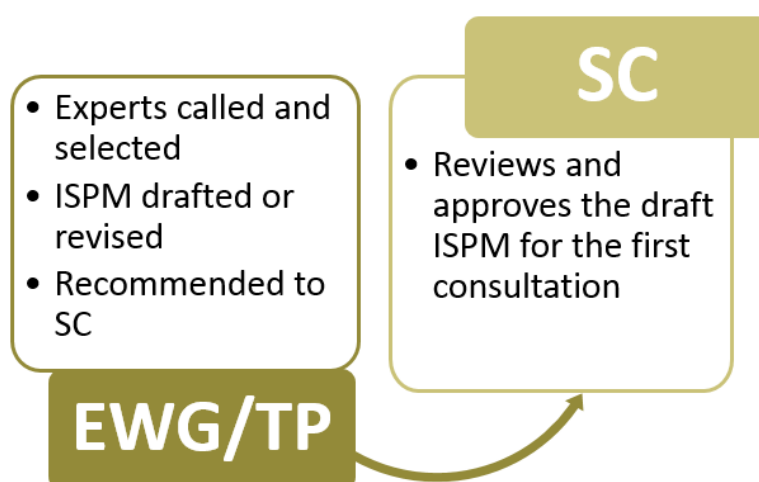 • Experts called and
selected
• ISPM drafted or
revised
• Recommended to
SC
EWG/TP
SC
• Reviews and
approves the draft
ISPM for the first
consultation